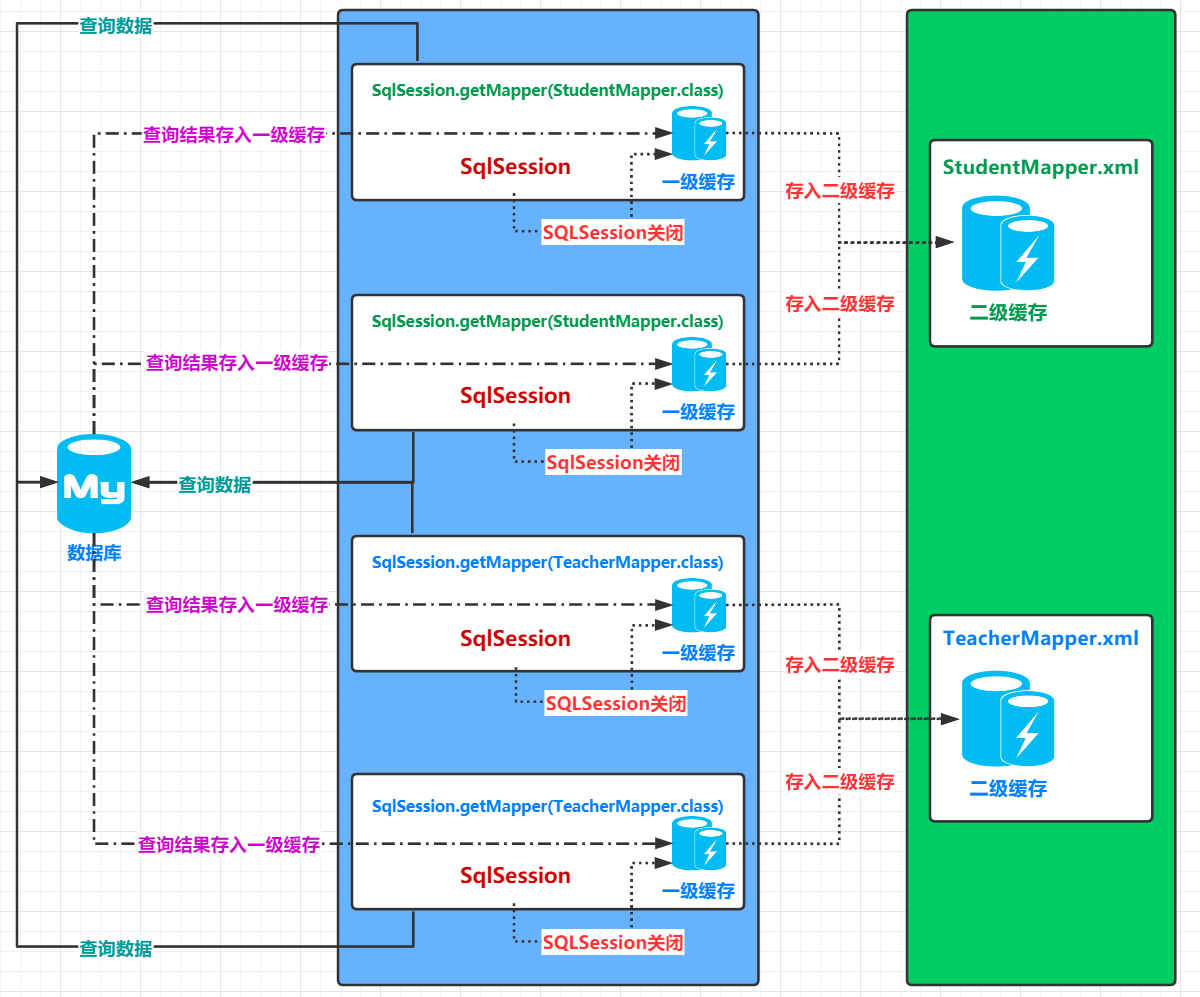 查询数据
SqlSession.getMapper(StudentMapper.class)
查询结果存入一级缓存
SqlSession
一级缓存
SQLSession关闭
存入二级缓存
StudentMapper.xml
二级缓存
存入二级缓存
SqlSession.getMapper(StudentMapper.class)
查询结果存入一级缓存
SqlSession
一级缓存
SqlSession关闭
My
数据库
查询数据
SqlSession.getMapper(TeacherMapper.class)
查询结果存入一级缓存
SqlSession
一级缓存
SQLSession关闭
存入二级缓存
TeacherMapper.xml
二级缓存
存入二级缓存
SqlSession.getMapper(TeacherMapper.class)
查询结果存入一级缓存
SqlSession
一级缓存
SQLSession关闭
查询数据